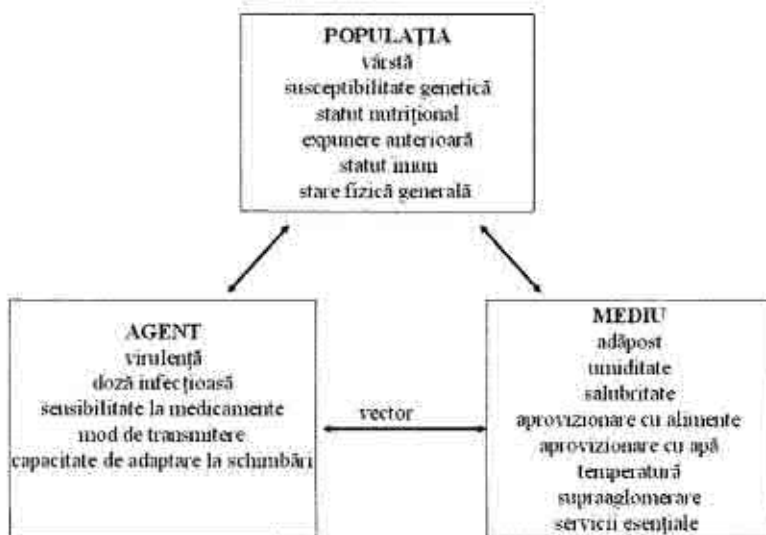 POPULAȚIA
vârstă
susceptibilitate genetică
statut nutrițional
expunere anterioară
statut imun
stare fizică generală
AGENT
virulență
doză infecțioasă
sensibilitate la medicamente
mod de transmitere
capacitate de adaptare la schimbări
vector
MEDIU
adăpost
umiditate
salubritate
aprovizionare cu alimente
aprovizionare cu apă
temperatură
supraaglomerare
servicii esențiale